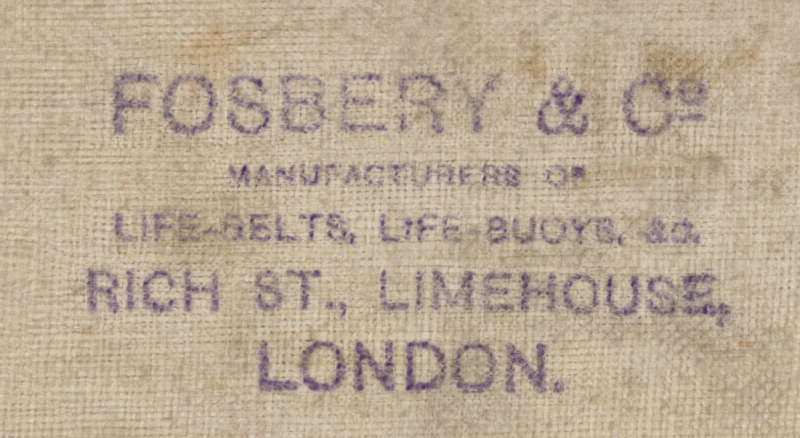 FOSBERY & Co
MANUFACTURERS OF
LIFE-BELTS, LIFE-BUOYS, &c.
RICH ST., LIMEHOUSE,
LONDON.